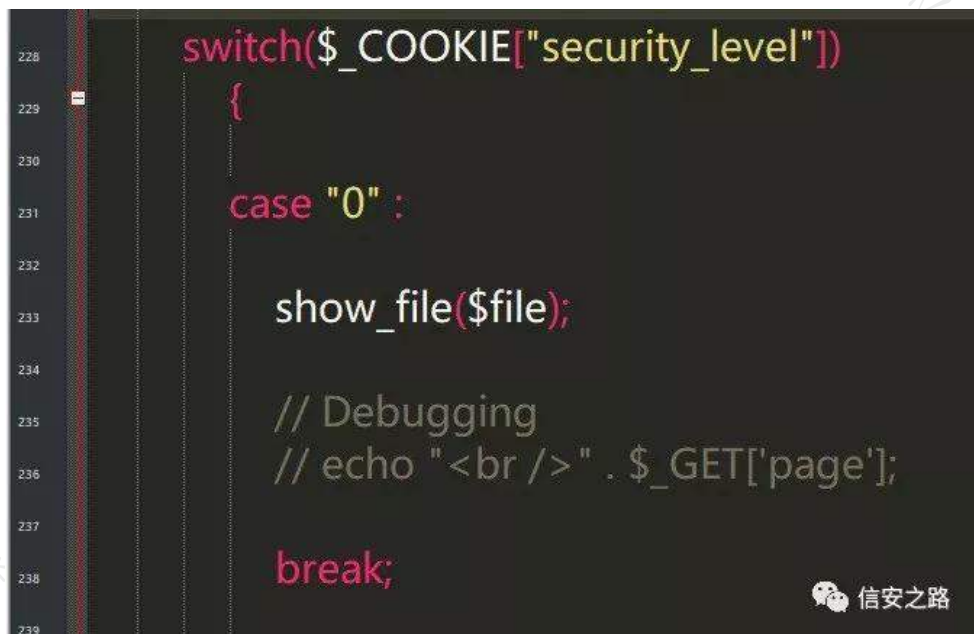 228 switch($_COOKIE["security_level"])
229 {
230
231 case "0" :
232
233 show_file($file);
234
235 // Debugging
236 // echo "<br />" . $_GET['page'];
237
238 break;
信安之路
239